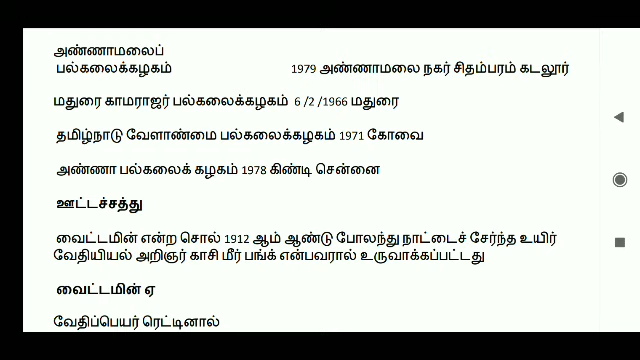 அண்ணாமலைப்
பல்கலைக்கழகம் 1979 அண்ணாமலை நகர் சிதம்பரம் கடலூர்
மதுரை காமராஜர் பல்கலைக்கழகம் 6 /2 /1966 மதுரை
தமிழ்நாடு வேளாண்மை பல்கலைக்கழகம் 1971 கோவை
அண்ணா பல்கலைக் கழகம் 1978 கிண்டி சென்னை
ஊட்டச்சத்து
வைட்டமின் என்ற சொல் 1912 ஆம் ஆண்டு போலந்து நாட்டைச் சேர்ந்த உயிர்
வேதியியல் அறிஞர் காசி மீர் பங்க் என்பவரால் உருவாக்கப்பட்டது
வைட்டமின் ஏ
வேதிப்பெயர் ரெட்டினால்